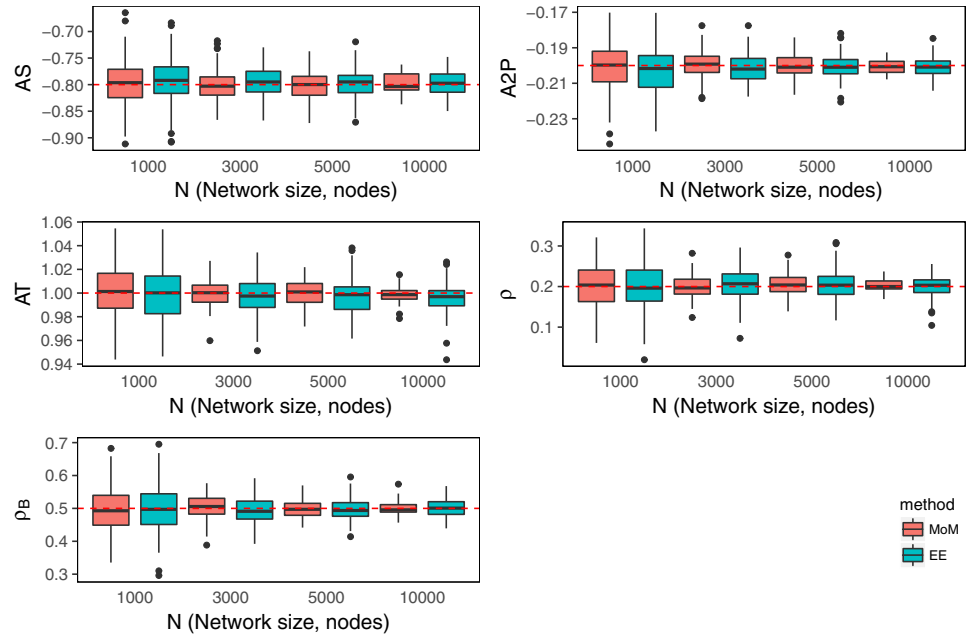 AS
−0.70
−0.75
−0.80
−0.85
−0.90
1000 3000 5000 10000
N (Network size, nodes)
A2P
−0.17
−0.19
−0.21
−0.23
1000 3000 5000 10000
N (Network size, nodes)
AT
1.06
1.04
1.02
1.00
0.98
0.96
0.94
1000 3000 5000 10000
N (Network size, nodes)
ρ
0.3
0.2
0.1
1000 3000 5000 10000
N (Network size, nodes)
ρB
0.7
0.6
0.5
0.4
0.3
1000 3000 5000 10000
N (Network size, nodes)
method
MoM
EE